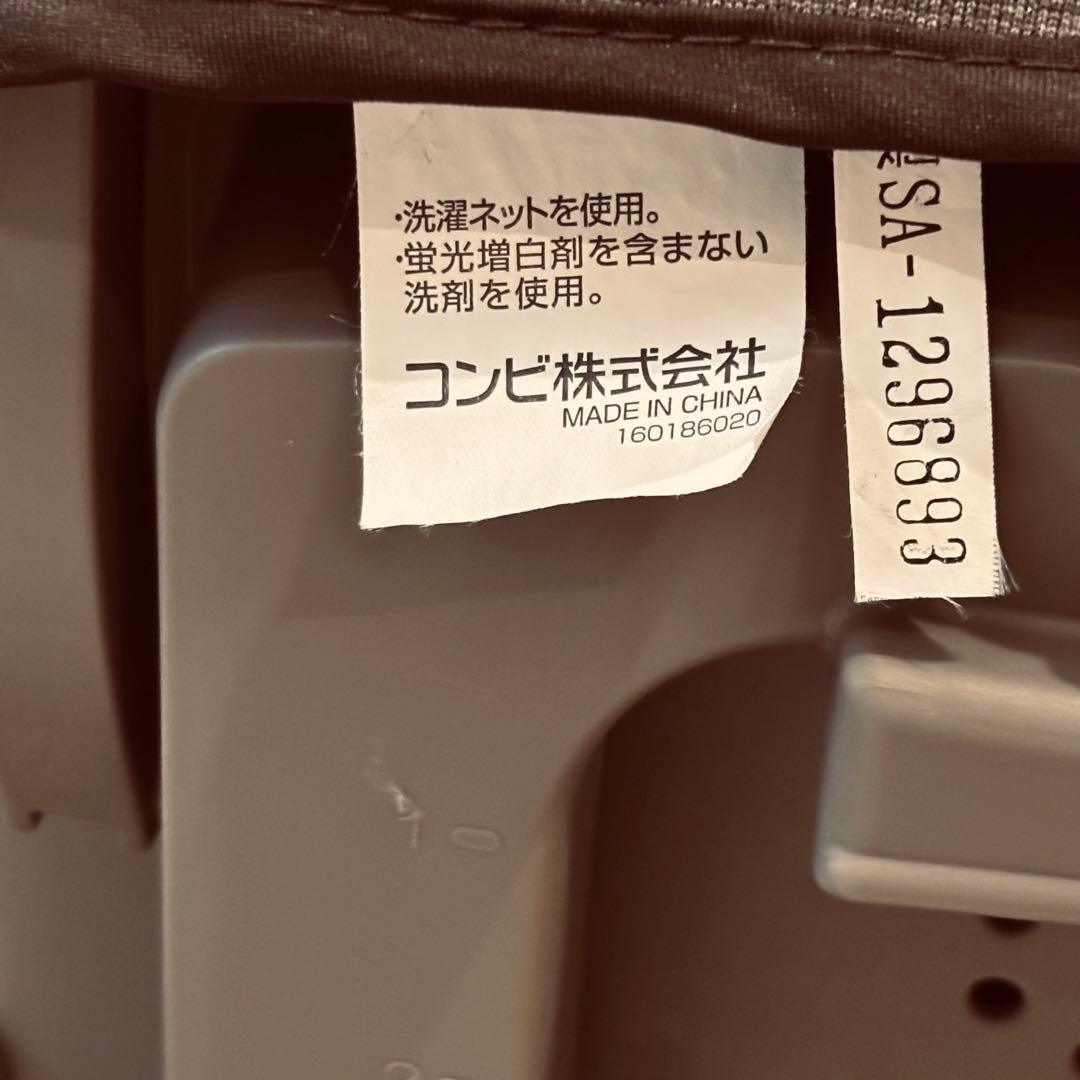 ・洗濯ネットを使用。
・蛍光増白剤を含まない
洗剤を使用。
コンビ株式会社
MADE IN CHINA
160186020
SA-1296893